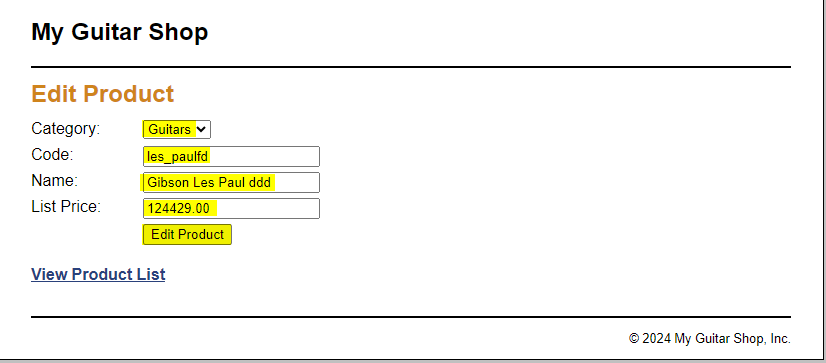 My Guitar Shop
Edit Product
Category: Guitars
Code: les_paulfd
Name: Gibson Les Paul ddd
List Price: 124429.00
Edit Product
View Product List
© 2024 My Guitar Shop, Inc.